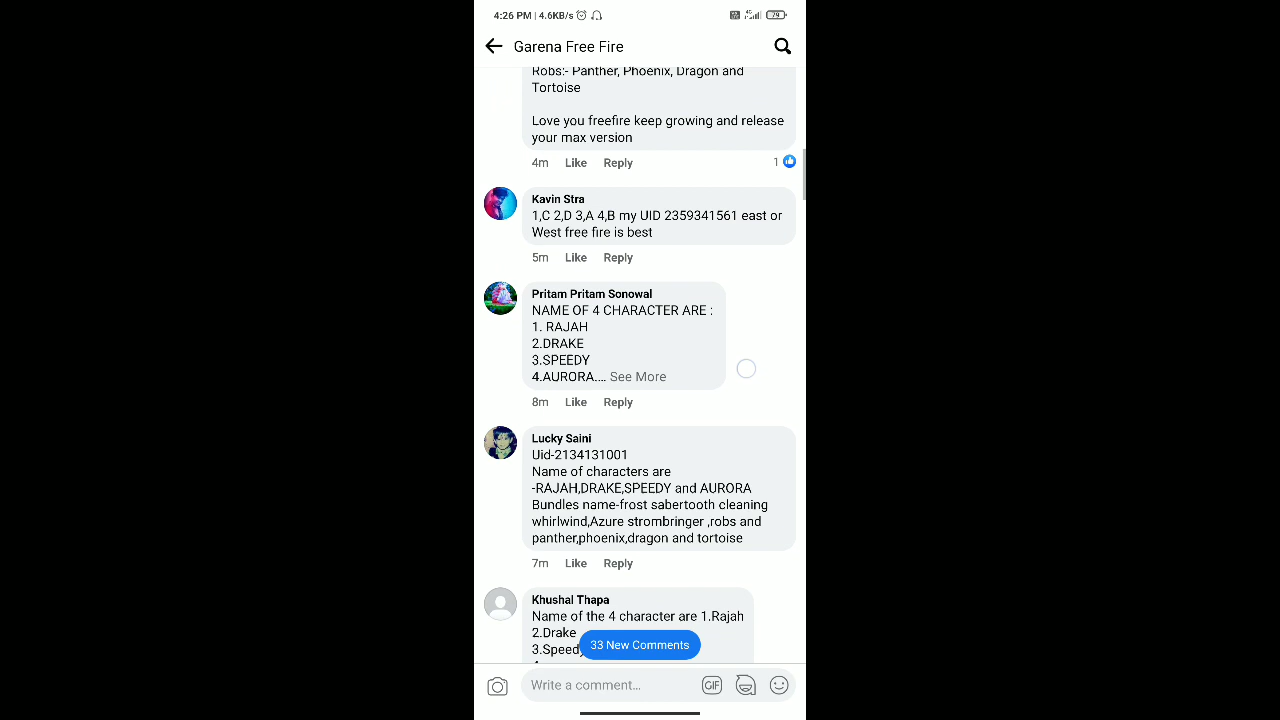 4:26 PM | 4.6KB/s
4G
79
Garena Free Fire
Robs:- Panther, Phoenix, Dragon and
Tortoise
Love you freefire keep growing and release
your max version
4m Like Reply 1
Kavin Stra
1,C 2,D 3,A 4,B my UID 2359341561 east or
West free fire is best
5m Like Reply
Pritam Pritam Sonowal
NAME OF 4 CHARACTER ARE :
1. RAJAH
2.DRAKE
3.SPEEDY
4.AURORA.... See More
8m Like Reply
Lucky Saini
Uid-2134131001
Name of characters are
-RAJAH,DRAKE,SPEEDY and AURORA
Bundles name-frost sabertooth cleaning
whirlwind,Azure strombringer ,robs and
panther,phoenix,dragon and tortoise
7m Like Reply
Khushal Thapa
Name of the 4 character are 1.Rajah
2.Drake
3.Speedy
33 New Comments
Write a comment...
GIF